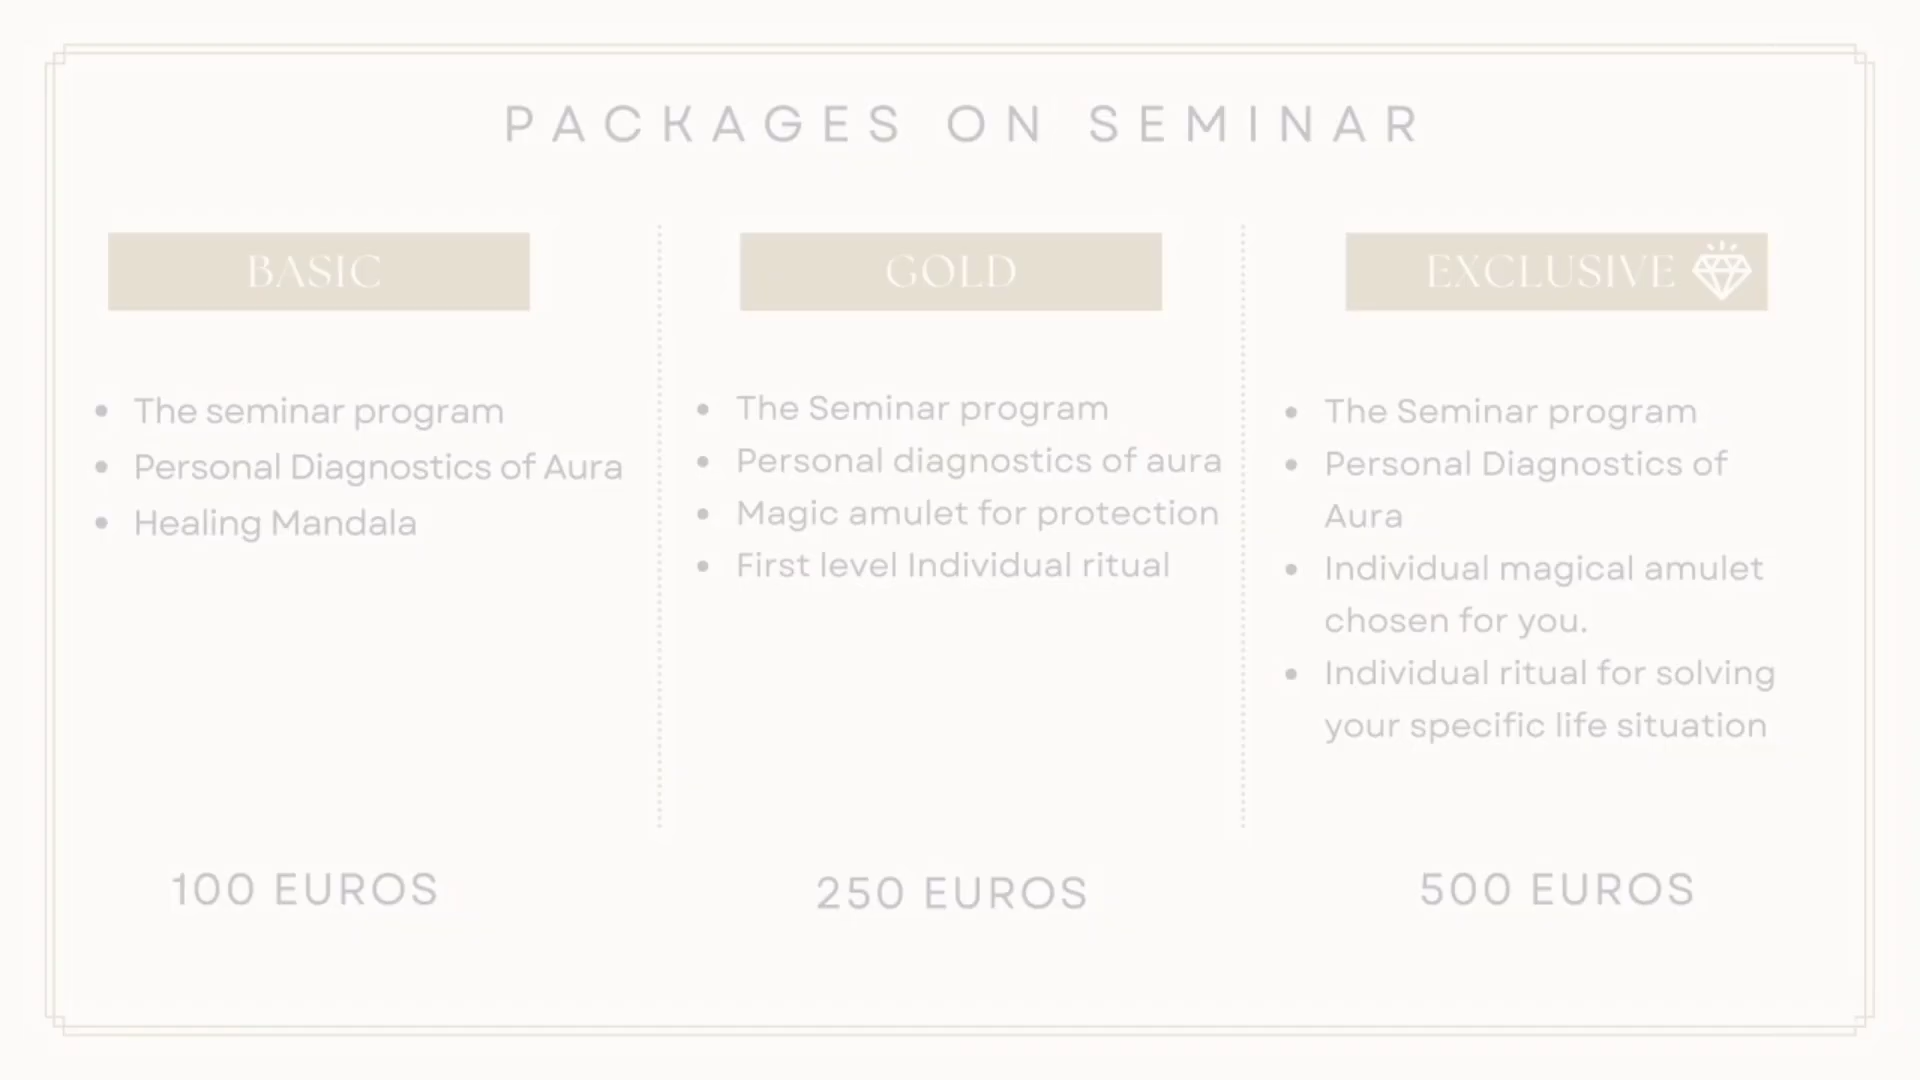 PACKAGES ON SEMINAR
BASIC
The seminar program
Personal Diagnostics of Aura
Healing Mandala
100 EUROS
GOLD
The Seminar program
Personal diagnostics of aura
Magic amulet for protection
First level Individual ritual
250 EUROS
EXCLUSIVE
The Seminar program
Personal Diagnostics of
Aura
Individual magical amulet
chosen for you.
Individual ritual for solving
your specific life situation
500 EUROS